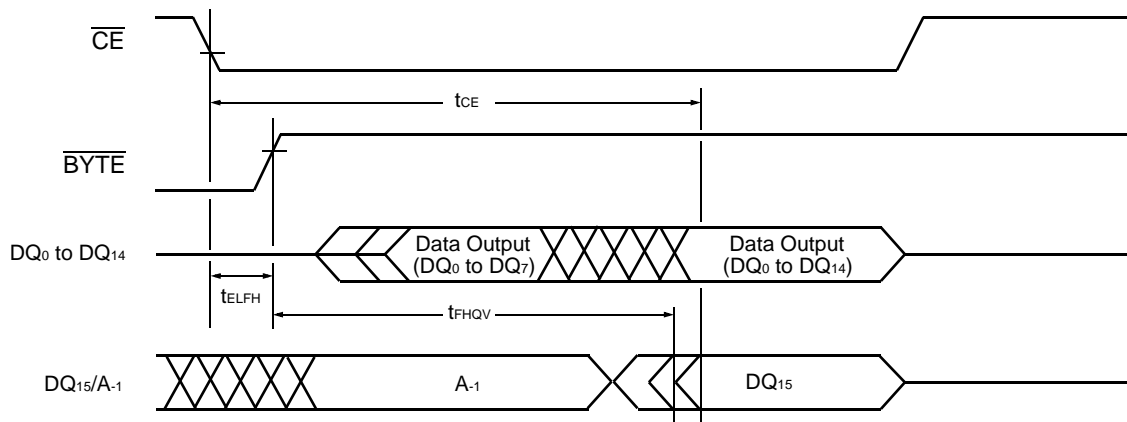 CE
tCE
BYTE
DQ0 to DQ14
Data Output
(DQ0 to DQ7)
Data Output
(DQ0 to DQ14)
tELFH
tFHQV
DQ15/A-1
A-1
DQ15